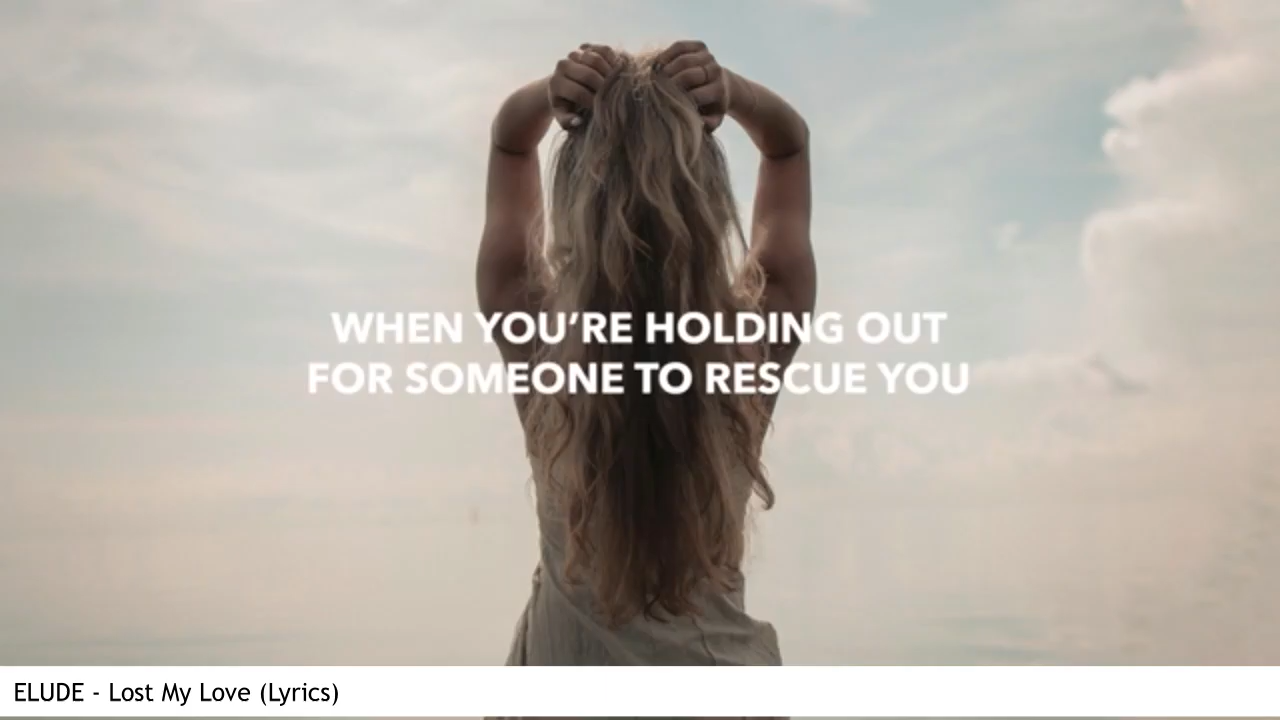 WHEN YOU’RE HOLDING OUT
FOR SOMEONE TO RESCUE YOU
ELUDE - Lost My Love (Lyrics)